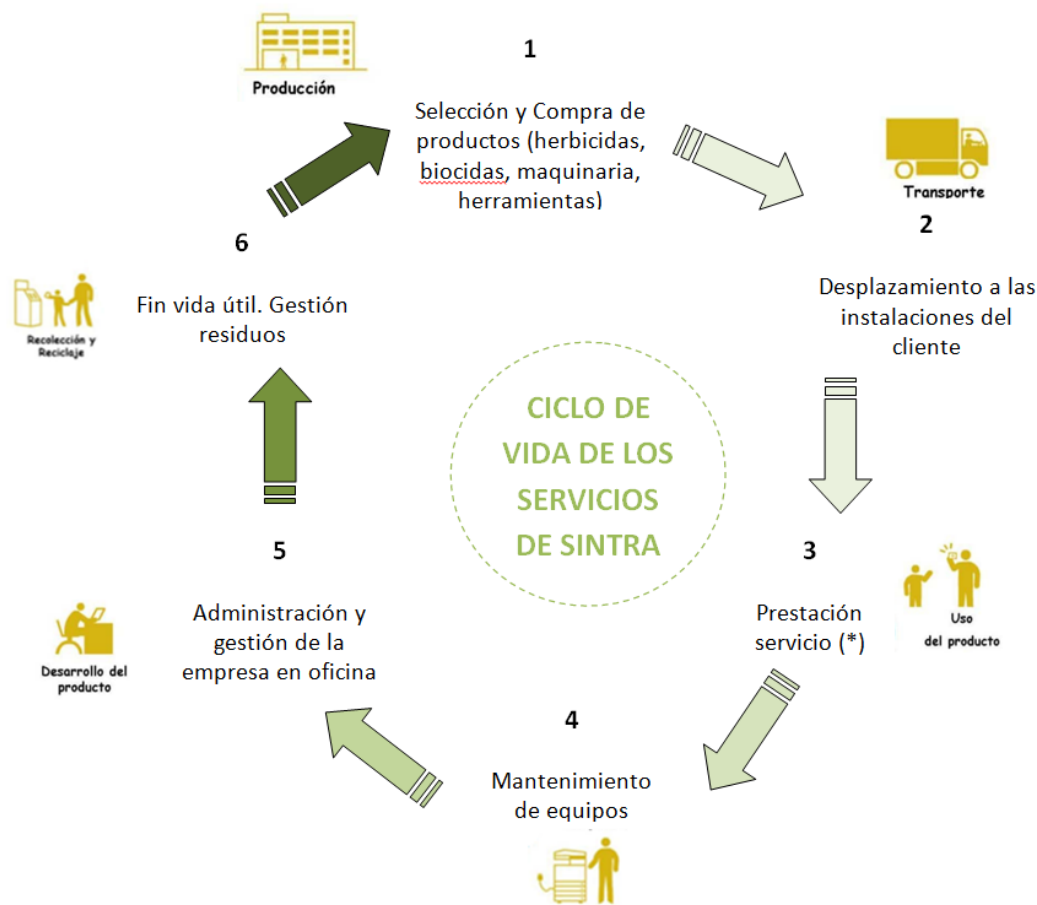 Producción
1
Selección y Compra de
productos (herbicidas,
biocidas, maquinaria,
herramientas)
Transporte
2
Desplazamiento a las
instalaciones del
cliente
3
Prestación
servicio (*)
Uso
del producto
4
Mantenimiento
de equipos
5
Administración y
gestión de la
empresa en oficina
Desarrollo del
producto
6
Fin vida útil. Gestión
residuos
Recolección y
Reciclaje
CICLO DE
VIDA DE LOS
SERVICIOS
DE SINTRA